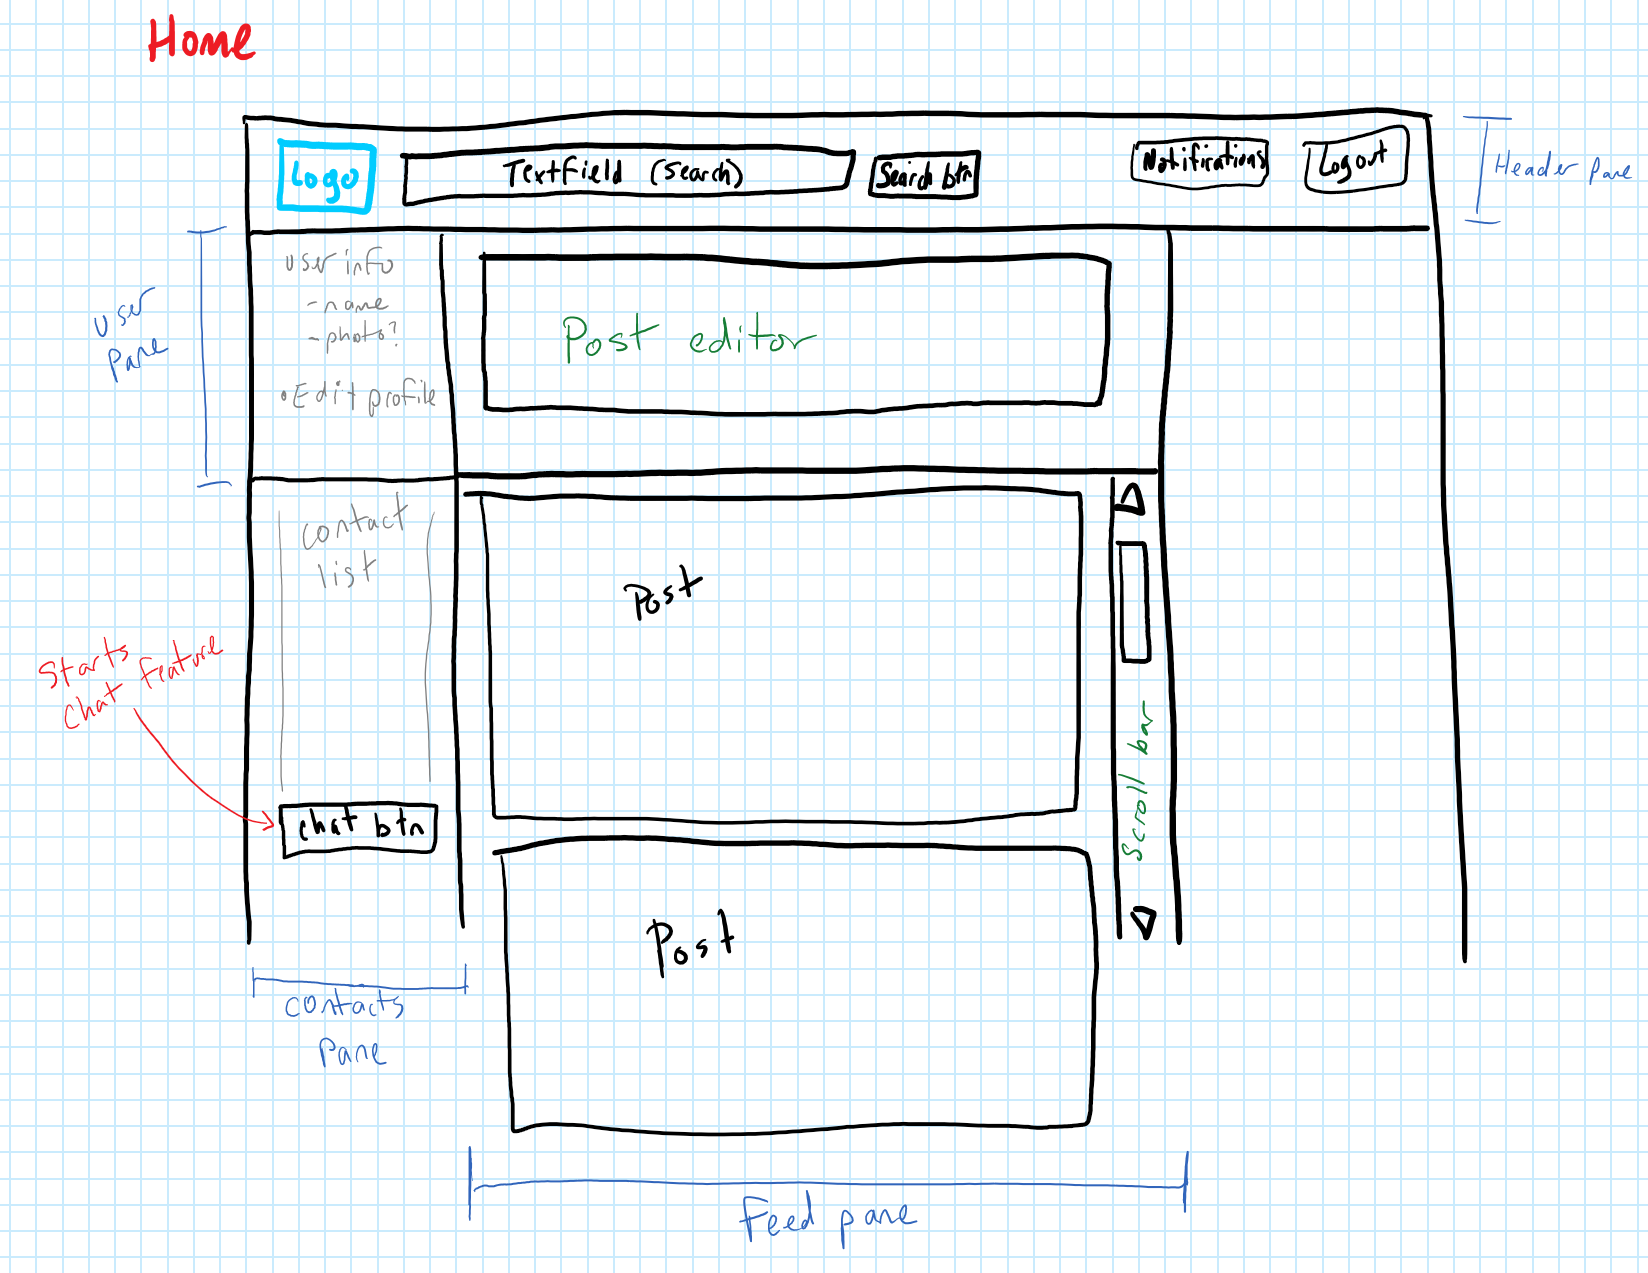 Home
Logo
TextField (Search)
Search btn
Notifirations
Logout
Header Pane
user info
- name
- photo?
• Edit profile
User
Pane
Post editor
contact
list
Post
Starts
chat feature
chat btn
Scroll bar
Post
contacts
Pane
Feed pane